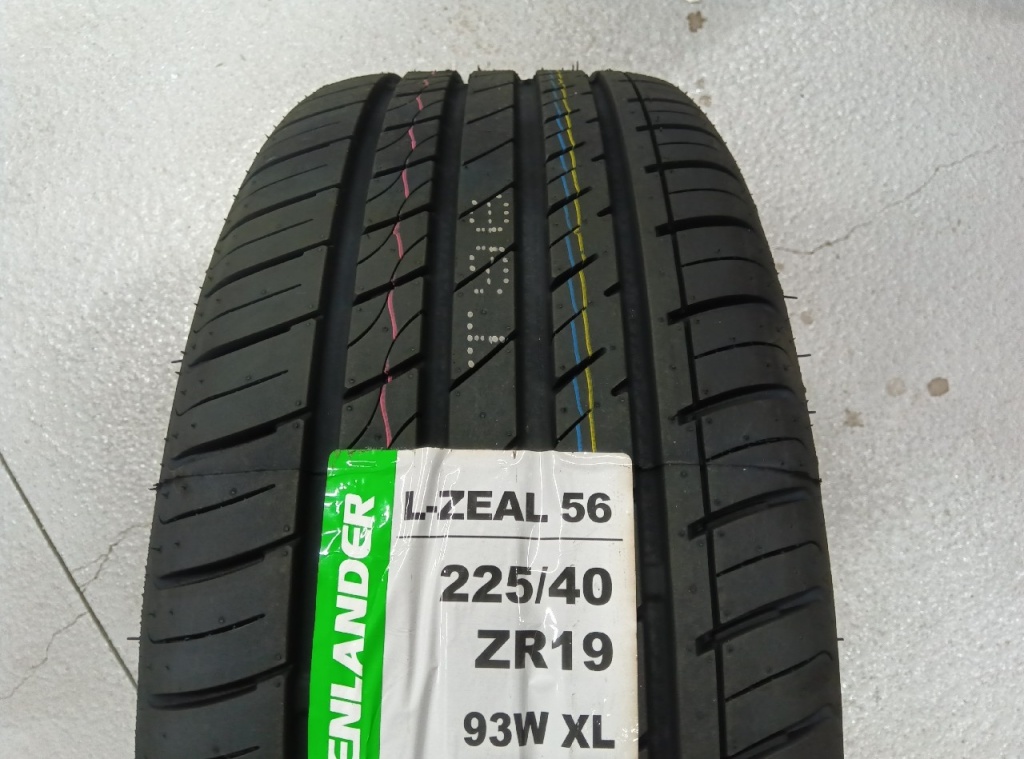 ENLANDER
L-ZEAL 56
225/40
ZR19
93W XL